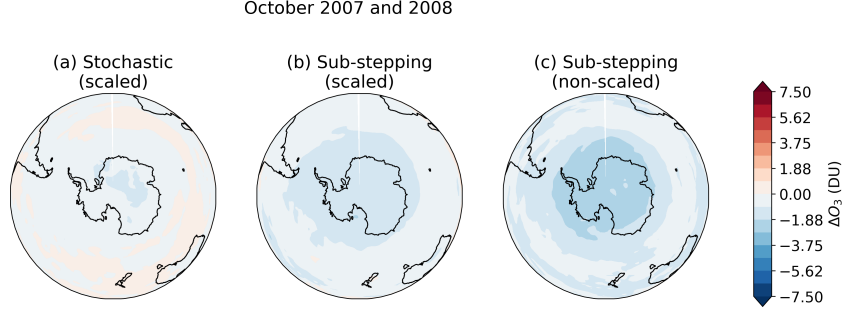 October 2007 and 2008
(a) Stochastic
(scaled)
(b) Sub-stepping
(scaled)
(c) Sub-stepping
(non-scaled)
7.50
5.62
3.75
1.88
0.00
−1.88
−3.75
−5.62
−7.50
ΔO₃ (DU)